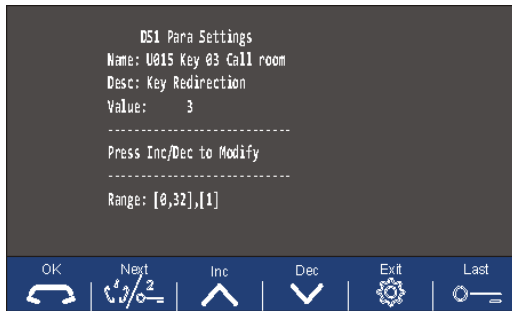 DS1 Para Settings
Name: U015 Key 03 Call room
Desc: Key Redirection
Value: 3
---------------------------
Press Inc/Dec to Modify
---------------------------
Range: [0,32],[1]
OK Next Inc Dec Exit Last